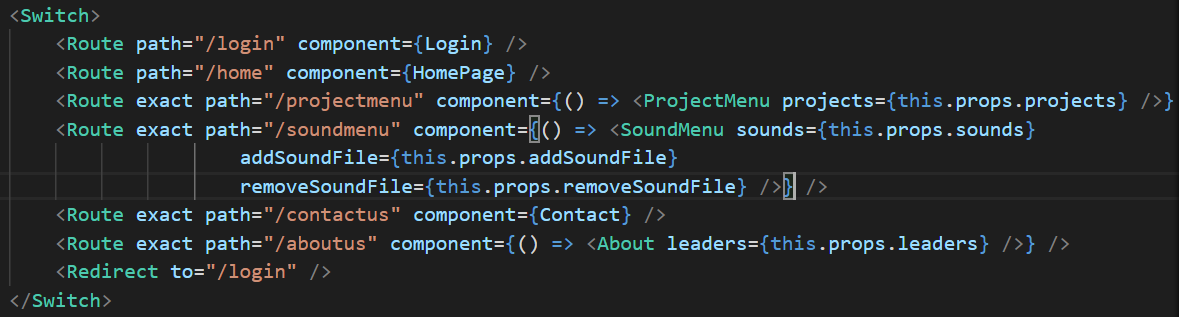 <Switch>
<Route path="/login" component={Login} />
<Route path="/home" component={HomePage} />
<Route exact path="/projectmenu" component={() => <ProjectMenu projects={this.props.projects} />}
<Route exact path="/soundmenu" component={() => <SoundMenu sounds={this.props.sounds}
addSoundFile={this.props.addSoundFile}
removeSoundFile={this.props.removeSoundFile} />} />
<Route exact path="/contactus" component={Contact} />
<Route exact path="/aboutus" component={() => <About leaders={this.props.leaders} />} />
<Redirect to="/login" />
</Switch>